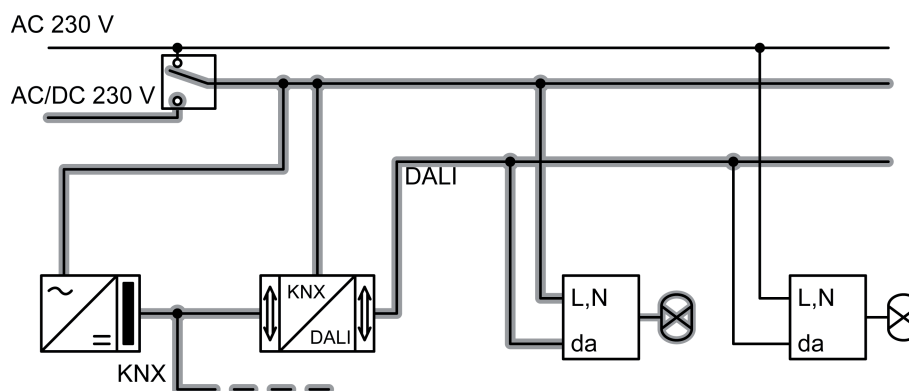 AC 230 V
AC/DC 230 V
DALI
KNX
DALI
KNX
L,N
da
L,N
da